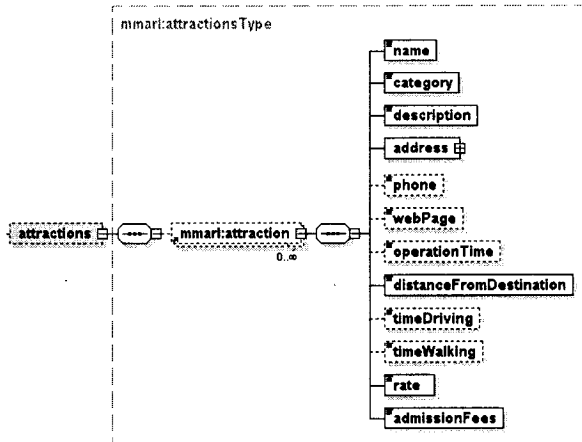 mmarl:attractionsType
name
category
description
address
phone
webPage
attractions
mmarl:attraction
0..∞
operationTime
distanceFromDestination
timeDriving
timeWalking
rate
admissionFees